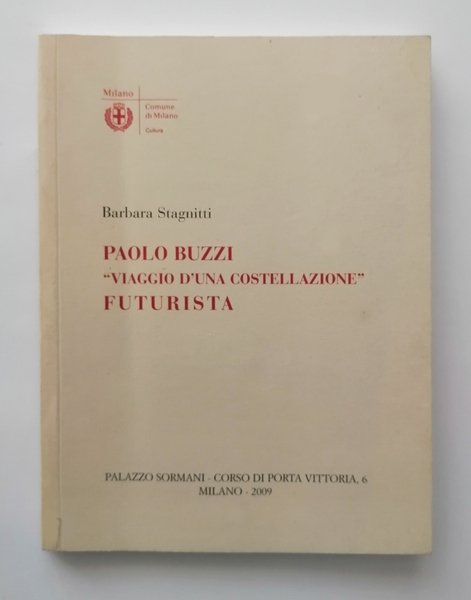 Milano
Comune
di Milano
Cultura
Barbara Stagnitti
PAOLO BUZZI
“VIAGGIO D’UNA COSTELLAZIONE”
FUTURISTA
PALAZZO SORMANI - CORSO DI PORTA VITTORIA, 6
MILANO - 2009